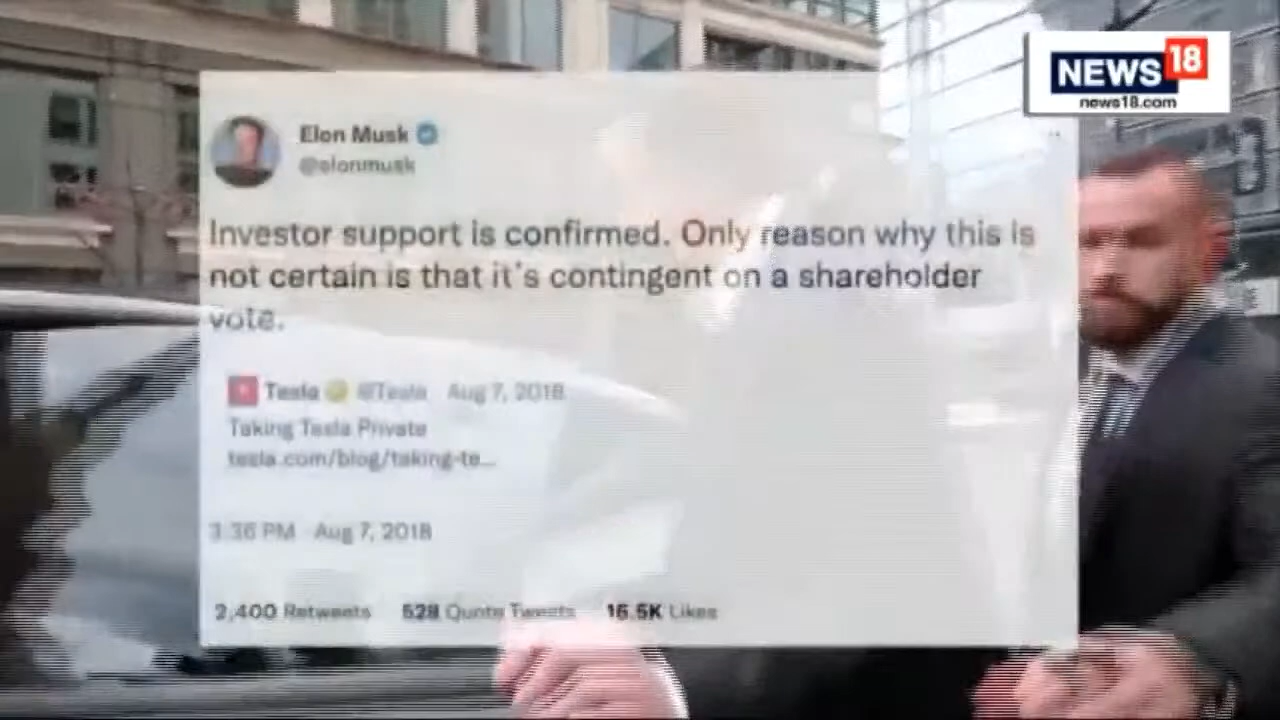 NEWS 18
news18.com
Elon Musk
@elonmusk
Investor support is confirmed. Only reason why this is
not certain is that it's contingent on a shareholder
vote.
Tesla @Tesla Aug 7, 2018
Taking Tesla Private
tesla.com/blog/taking-te...
3:36 PM · Aug 7, 2018
2,400 Retweets 528 Quote Tweets 16.5K Likes